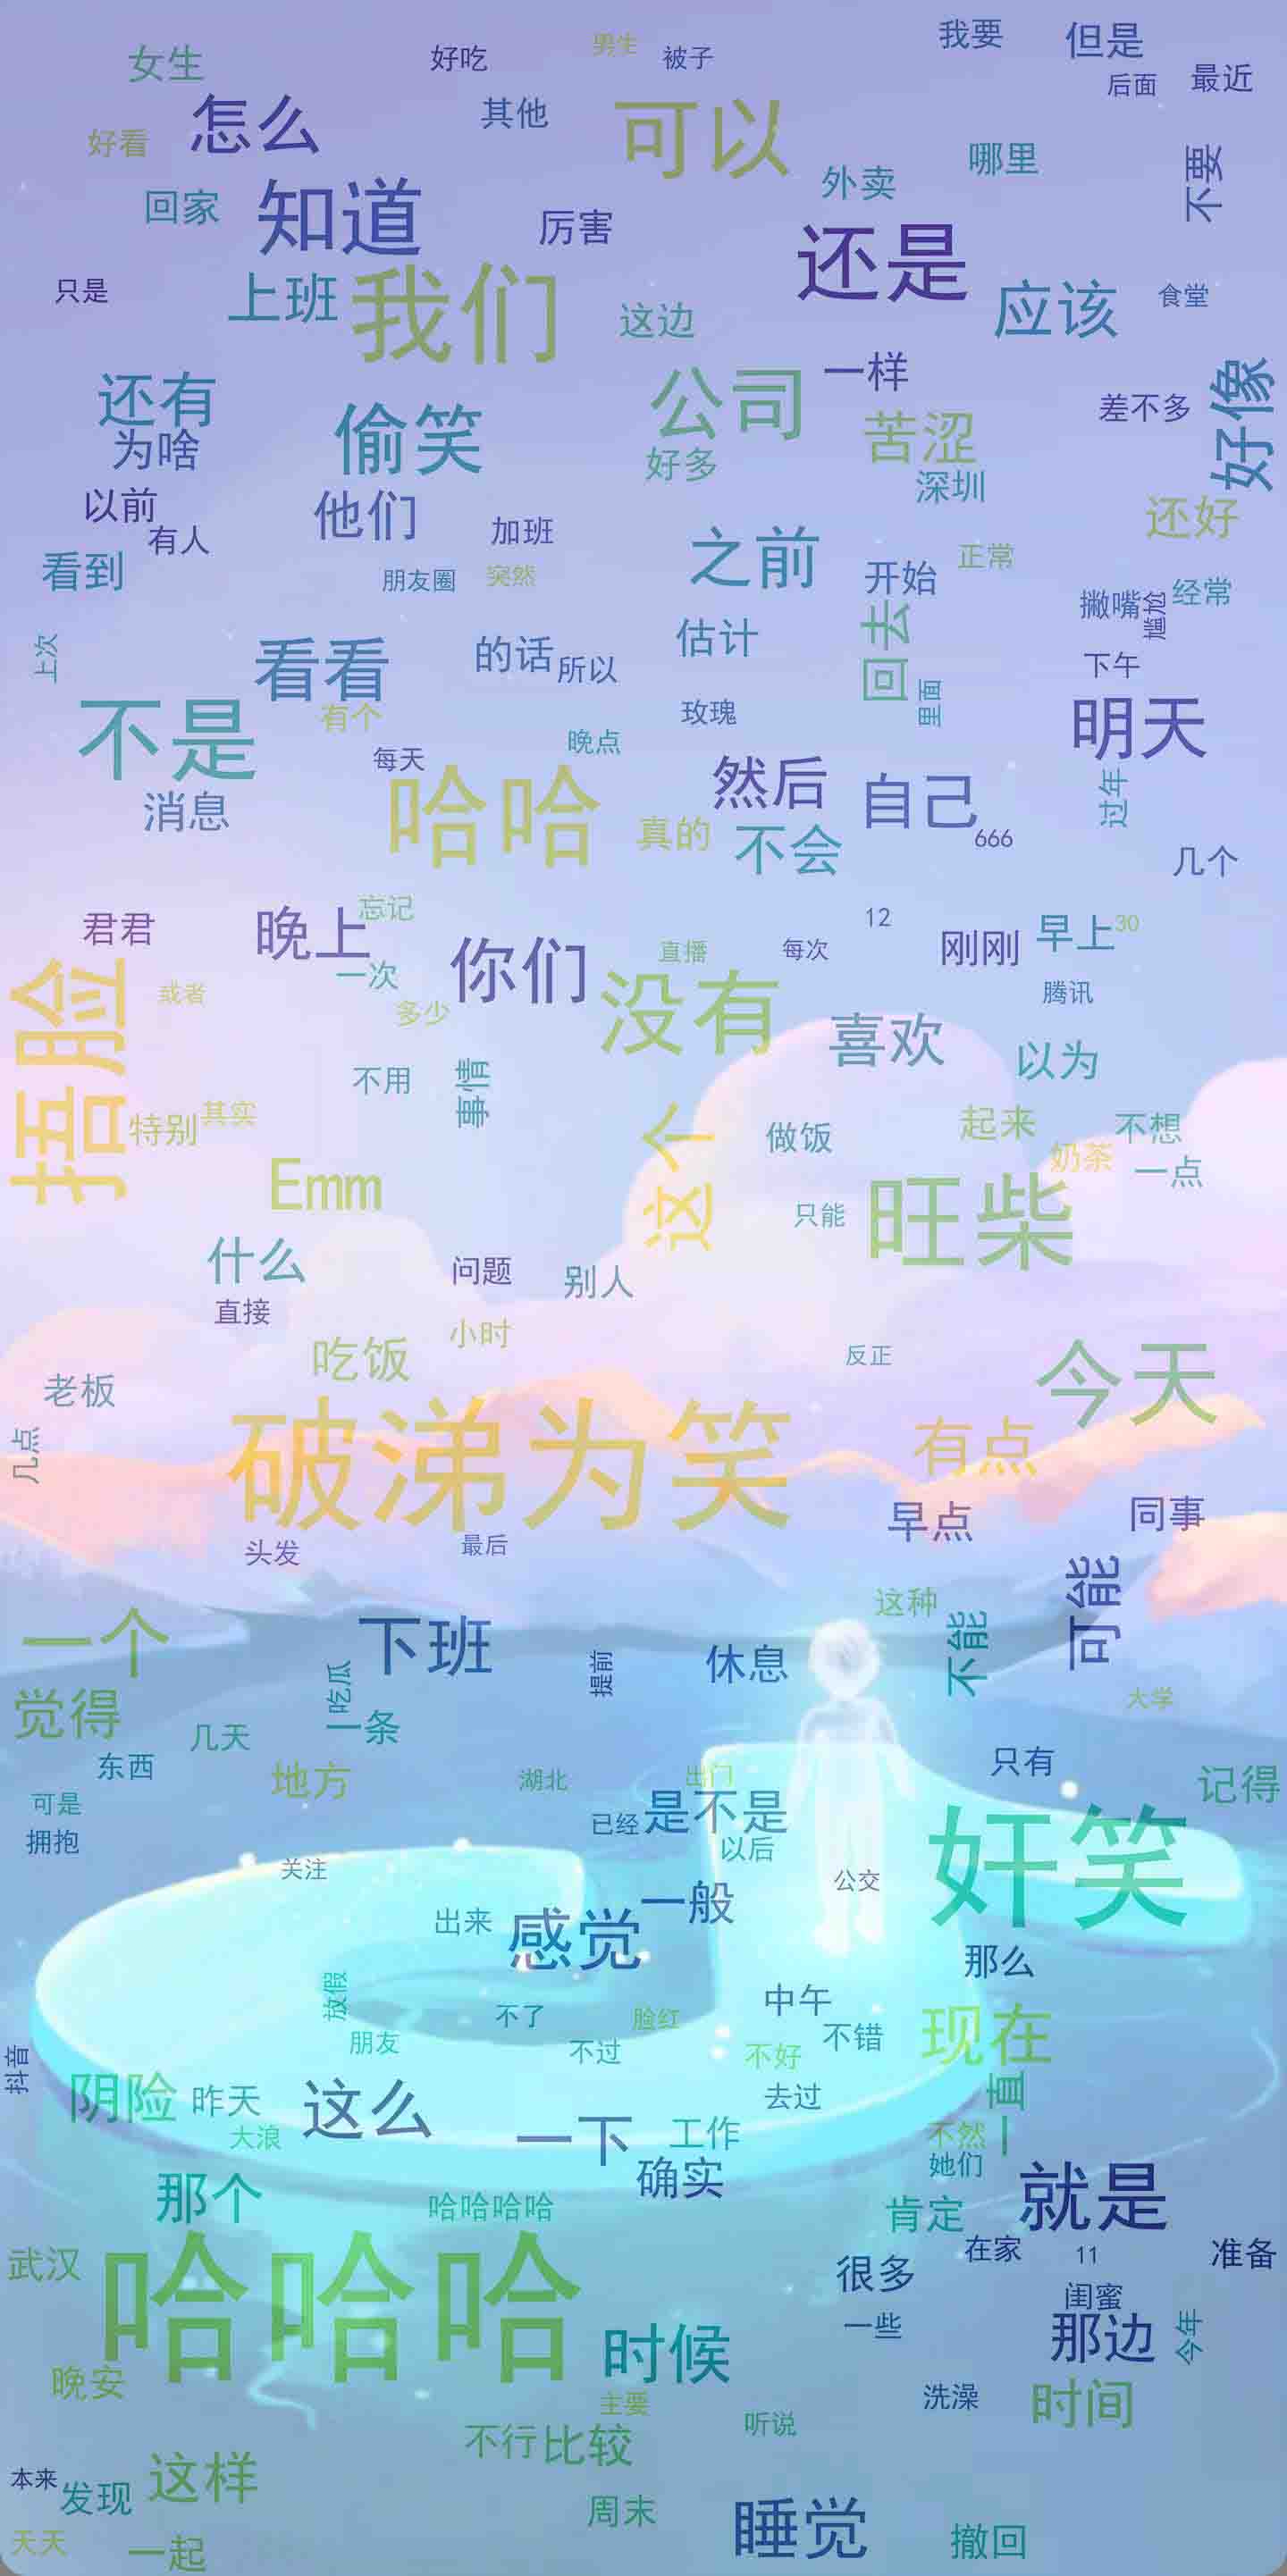 我要
但是
男生
女生
好吃
被子
后面
最近
怎么
其他
可以
好看
哪里
不要
外卖
回家
知道
厉害
还是
只是
上班
我们
这边
应该
食堂
还有
公司
一样
差不多
好像
为啥
偷笑
苦涩
好多
深圳
以前
他们
还好
有人
加班
之前
看到
朋友圈
突然
开始
正常
撇嘴
尴尬
经常
上次
看看
的话
所以
估计
回去
下午
里面
不是
有个
玫瑰
明天
晚点
每天
消息
哈哈
然后
自己
过年
真的
不会
666
几个
君君
晚上
忘记
12
刚刚
早上
30
一次
你们
直播
每次
捂脸
或者
多少
没有
腾讯
喜欢
以为
不用
事情
特别
其实
这个
做饭
起来
不想
奶茶
一点
Emm
只能
旺柴
什么
问题
别人
直接
小时
吃饭
反正
今天
老板
几点
破涕为笑
有点
早点
同事
头发
最后
可能
一个
下班
提前
休息
这种
不能
觉得
吃瓜
一条
几天
大学
东西
地方
湖北
出门
只有
记得
可是
拥抱
已经
是不是
以后
奸笑
关注
公交
出来
感觉
一般
那么
放假
不了
脸红
中午
现在
朋友
不过
不好
不错
抖音
阴险
昨天
这么
去过
一直
大浪
一下
工作
不然
确实
她们
那个
哈哈哈哈
肯定
就是
武汉
哈哈哈
很多
在家
11
准备
闺蜜
时候
一些
那边
今年
晚安
主要
洗澡
时间
不行
比较
听说
本来
发现
这样
周末
睡觉
撤回
天天
一起